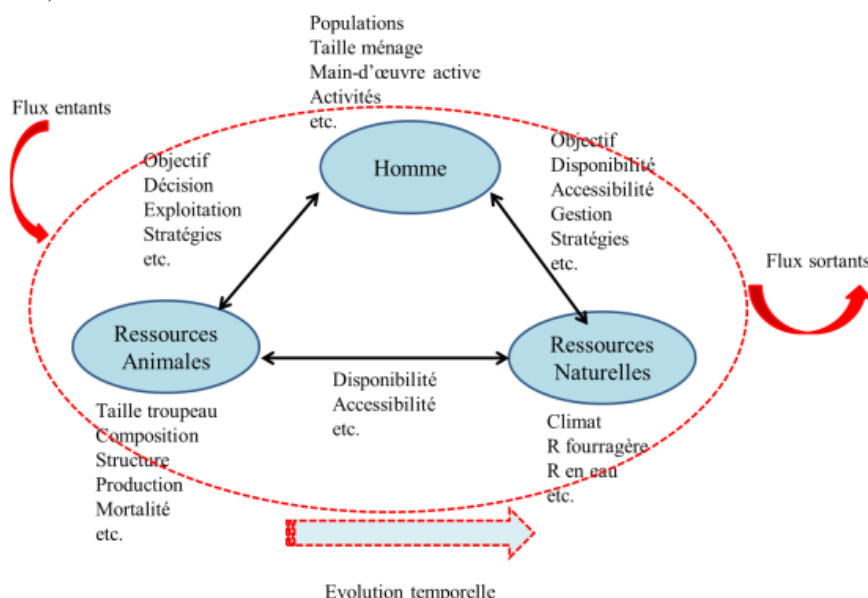 Populations
Taille ménage
Main-d'œuvre active
Activités
etc.
Flux entants
Homme
Objectif
Décision
Exploitation
Stratégies
etc.
Objectif
Disponibilité
Accessibilité
Gestion
Stratégies
etc.
Flux sortants
Ressources
Animales
Ressources
Naturelles
Disponibilité
Accessibilité
etc.
Taille troupeau
Composition
Structure
Production
Mortalité
etc.
Climat
R fourragère
R en eau
etc.
Evolution temporelle